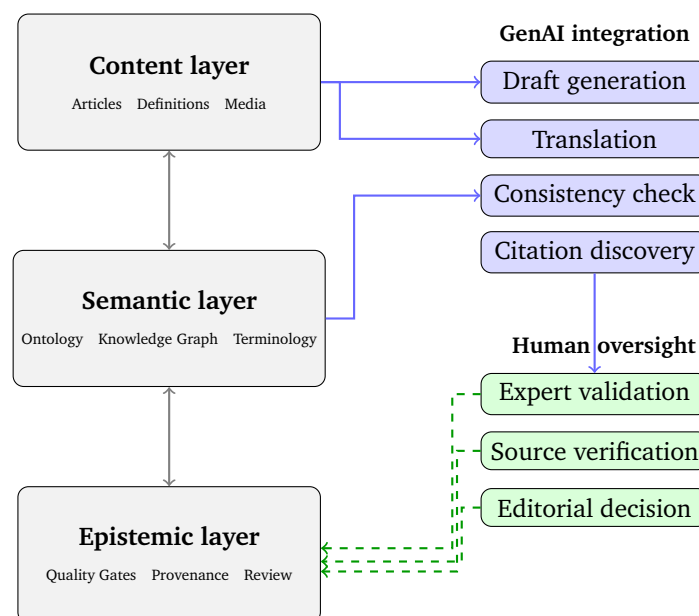 Content layer
Articles Definitions Media
Semantic layer
Ontology Knowledge Graph Terminology
Epistemic layer
Quality Gates Provenance Review
GenAI integration
Draft generation
Translation
Consistency check
Citation discovery
Human oversight
Expert validation
Source verification
Editorial decision